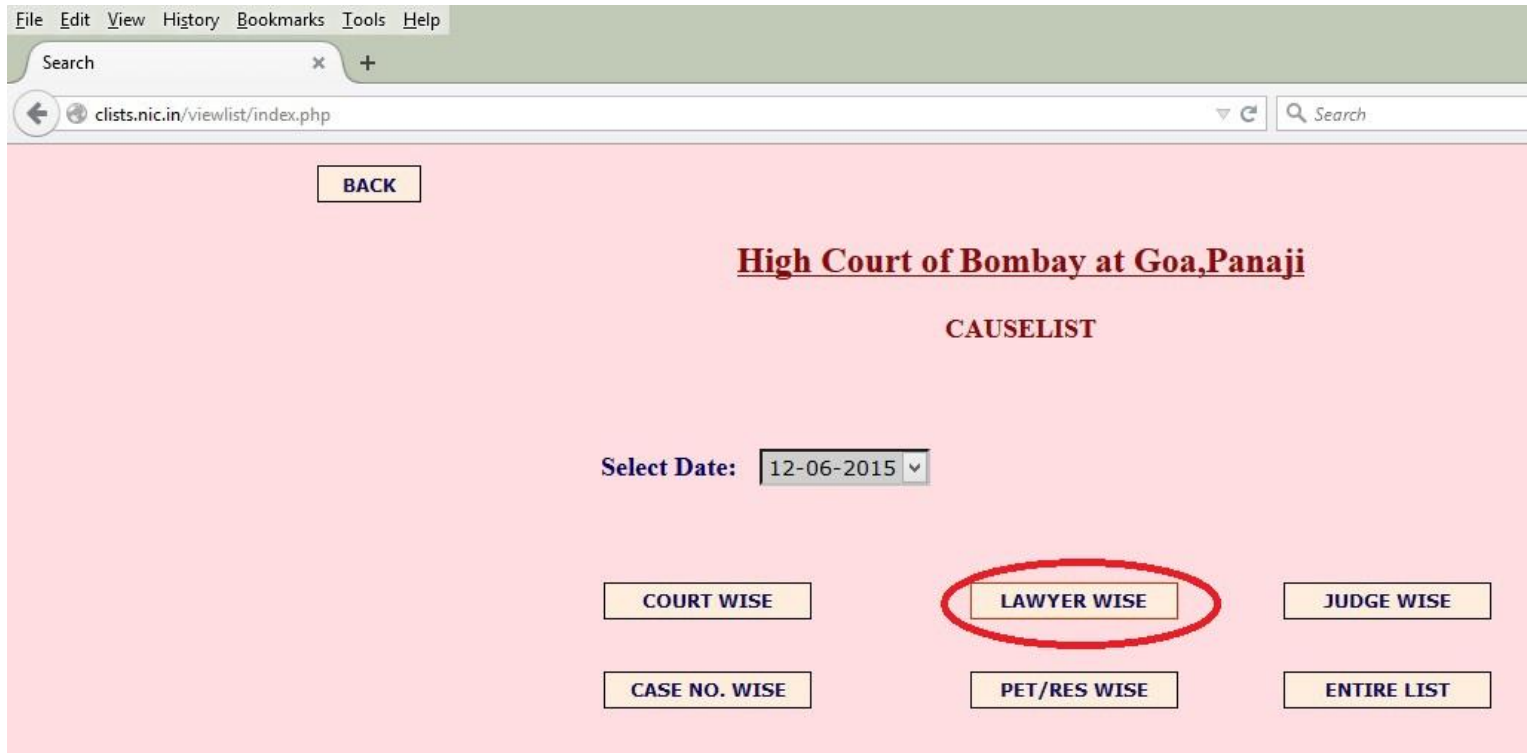 File Edit View History Bookmarks Tools Help
Search × +
clists.nic.in/viewlist/index.php Search
BACK
High Court of Bombay at Goa,Panaji
CAUSELIST
Select Date: 12-06-2015
COURT WISE LAWYER WISE JUDGE WISE
CASE NO. WISE PET/RES WISE ENTIRE LIST